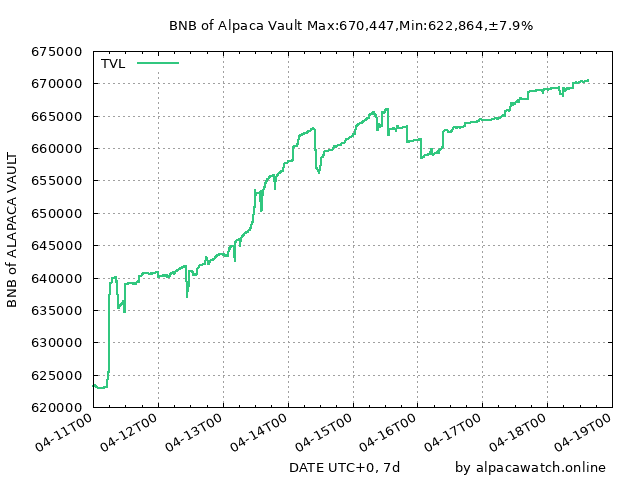 BNB of Alpaca Vault Max:670,447,Min:622,864,±7.9%
TVL
675000
670000
665000
660000
655000
650000
645000
640000
635000
630000
625000
620000
BNB of ALAPACA VAULT
04-11T00
04-12T00
04-13T00
04-14T00
04-15T00
04-16T00
04-17T00
04-18T00
04-19T00
DATE UTC+0, 7d
by alpacawatch.online